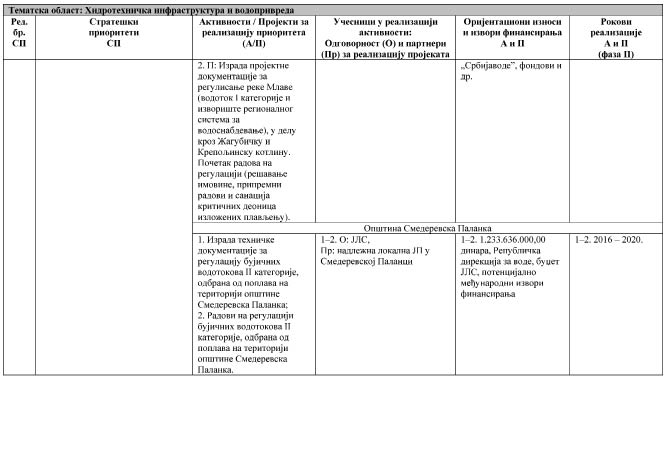 Тематска област: Хидротехничка инфраструктура и водопривреда
Ред. бр. СП
Стратешки приоритети СП
Активности / Пројекти за реализацију приоритета (А/П)
Учесници у реализацији активности: Одговорност (О) и партнери (Пр) за реализацију пројеката
Оријентациони износи и извори финансирања А и П
Рокови реализације А и П (фаза II)
2. П: Израда пројектне
документације за
регулисање реке Млаве
(водоток I категорије и
извориште регионалног
система за
водоснабдевање), у делу
кроз Жагубичку и
Крепољинску котлину.
Почетак радова на
регулацији (решавање
имовине, припремни
радови и санација
критичних деоница
изложених плављењу).
„Србијаводе”, фондови и
др.
Општина Смедеревска Паланка
1. Израда техничке
документације за
регулацију бујичних
водотокова II категорије,
одбрана од поплава на
територији општине
Смедеревска Паланка;
2. Радови на регулацији
бујичних водотокова II
категорије, одбрана од
поплава на територији
општине Смедеревска
Паланка.
1–2. О: ЈЛС,
Пр: надлежна локална ЈП у
Смедеревској Паланци
1–2. 1.233.636.000,00
динара, Републичка
дирекција за воде, буџет
ЈЛС, потенцијално
међународни извори
финансирања
1–2. 2016 – 2020.